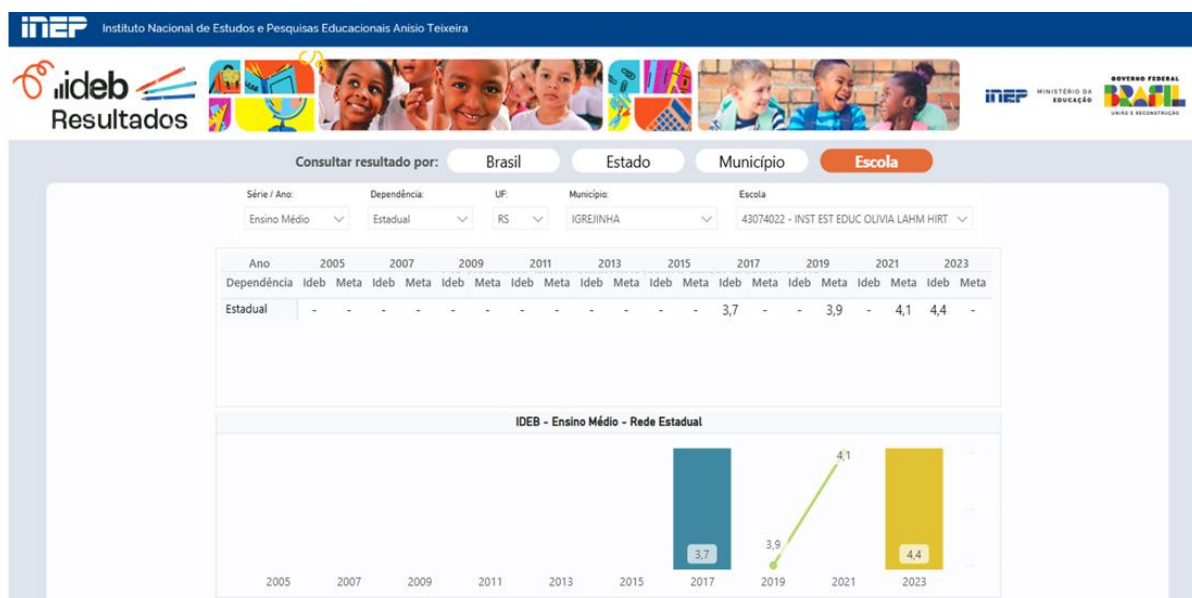 inep Instituto Nacional de Estudos e Pesquisas Educacionais Anísio Teixeira
ideb
Resultados
inep MINISTÉRIO DA EDUCAÇÃO
GOVERNO FEDERAL
BRASIL
UNIÃO E RECONSTRUÇÃO
Consultar resultado por: Brasil Estado Município Escola
Série / Ano: Dependência: UF: Município: Escola
Ensino Médio Estadual RS IGREJINHA 43074022 - INST EST EDUC OLIVIA LAHM HIRT
Ano 2005 2007 2009 2011 2013 2015 2017 2019 2021 2023
Dependência Ideb Meta Ideb Meta Ideb Meta Ideb Meta Ideb Meta Ideb Meta Ideb Meta Ideb Meta Ideb Meta Ideb Meta
Estadual - - - - - - - - - - - - 3,7 - - 3,9 - 4,1 4,4 -
IDEB - Ensino Médio - Rede Estadual
4,1
3,9
3,7 4,4
2005 2007 2009 2011 2013 2015 2017 2019 2021 2023